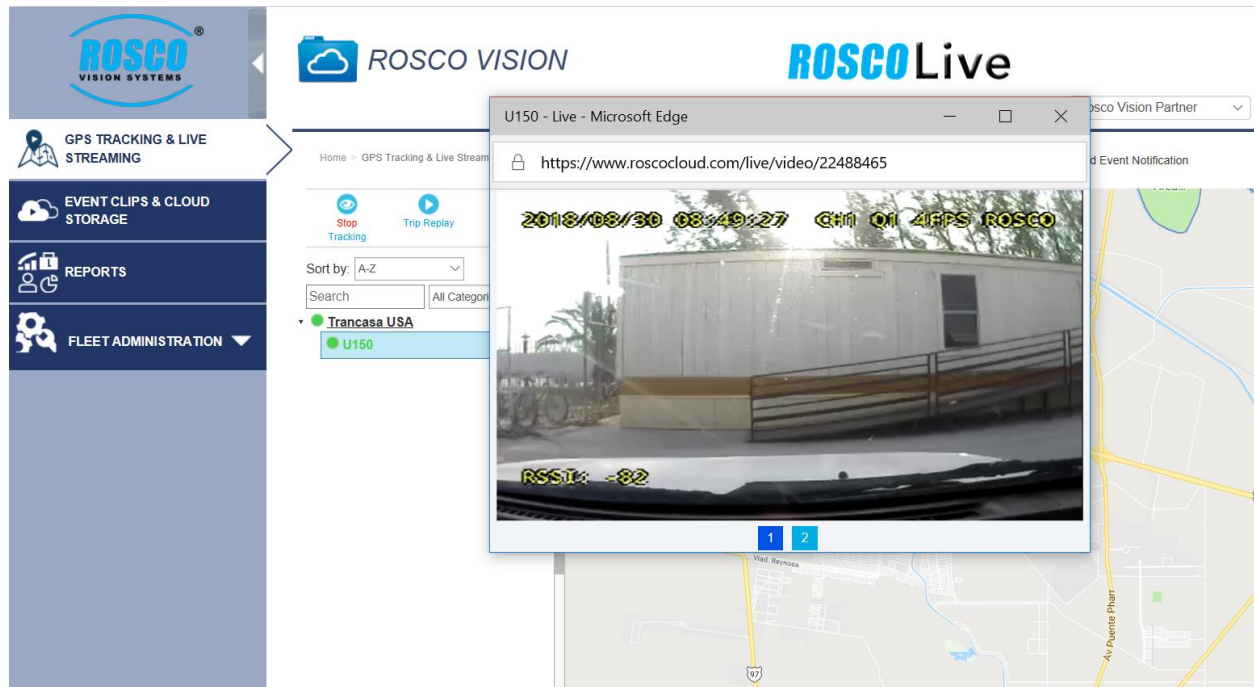 ROSCO®
VISION SYSTEMS
ROSCO VISION
ROSCO Live
GPS TRACKING & LIVE
STREAMING
EVENT CLIPS & CLOUD
STORAGE
REPORTS
FLEET ADMINISTRATION
osco Vision Partner
Home > GPS Tracking & Live Stream
d Event Notification
Stop
Tracking
Trip Replay
Sort by: A-Z
Search
All Categori
Trancasa USA
U150
U150 - Live - Microsoft Edge
https://www.roscocloud.com/live/video/22488465
2018/08/30 08:49:27 CH1 Q1 4FPS ROSCO
RSSI: -82
1 2
Viad. Reynosa
Av Puente Pharr
97